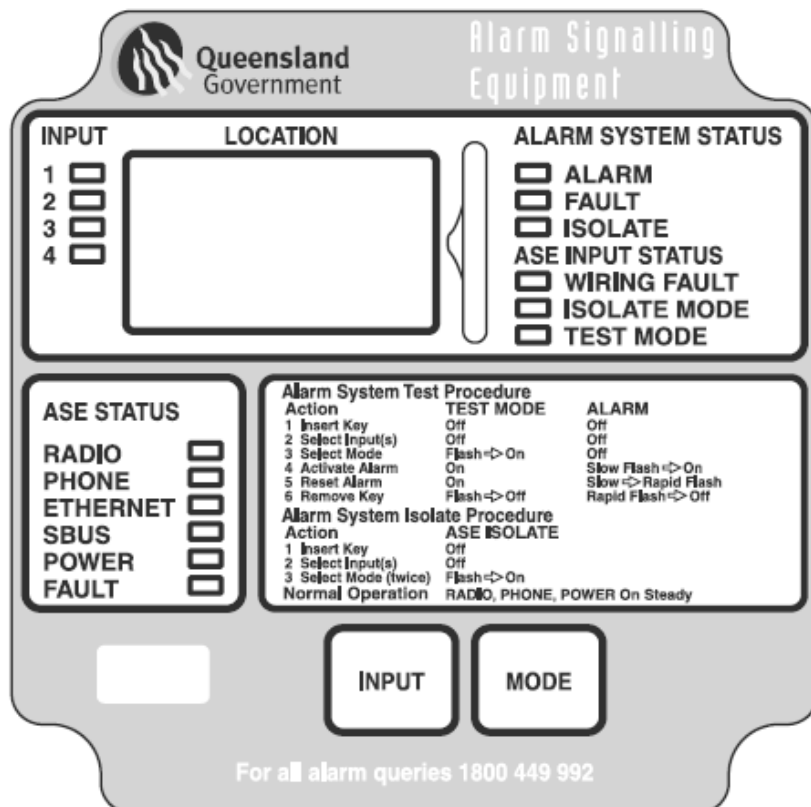 Queensland
Government
Alarm Signalling
Equipment
INPUT
1
2
3
4
LOCATION
ALARM SYSTEM STATUS
ALARM
FAULT
ISOLATE
ASE INPUT STATUS
WIRING FAULT
ISOLATE MODE
TEST MODE
ASE STATUS
RADIO
PHONE
ETHERNET
SBUS
POWER
FAULT
Alarm System Test Procedure
Action TEST MODE ALARM
1 Insert Key Off Off
2 Select Input(s) Off Off
3 Select Mode Flash ⇨ On Off
4 Activate Alarm On Slow Flash ⇨ On
5 Reset Alarm On Slow ⇨ Rapid Flash
6 Remove Key Flash ⇨ Off Rapid Flash ⇨ Off
Alarm System Isolate Procedure
Action ASE ISOLATE
1 Insert Key Off
2 Select Input(s) Off
3 Select Mode (twice) Flash ⇨ On
Normal Operation RADIO, PHONE, POWER On Steady
INPUT
MODE
For all alarm queries 1800 449 992